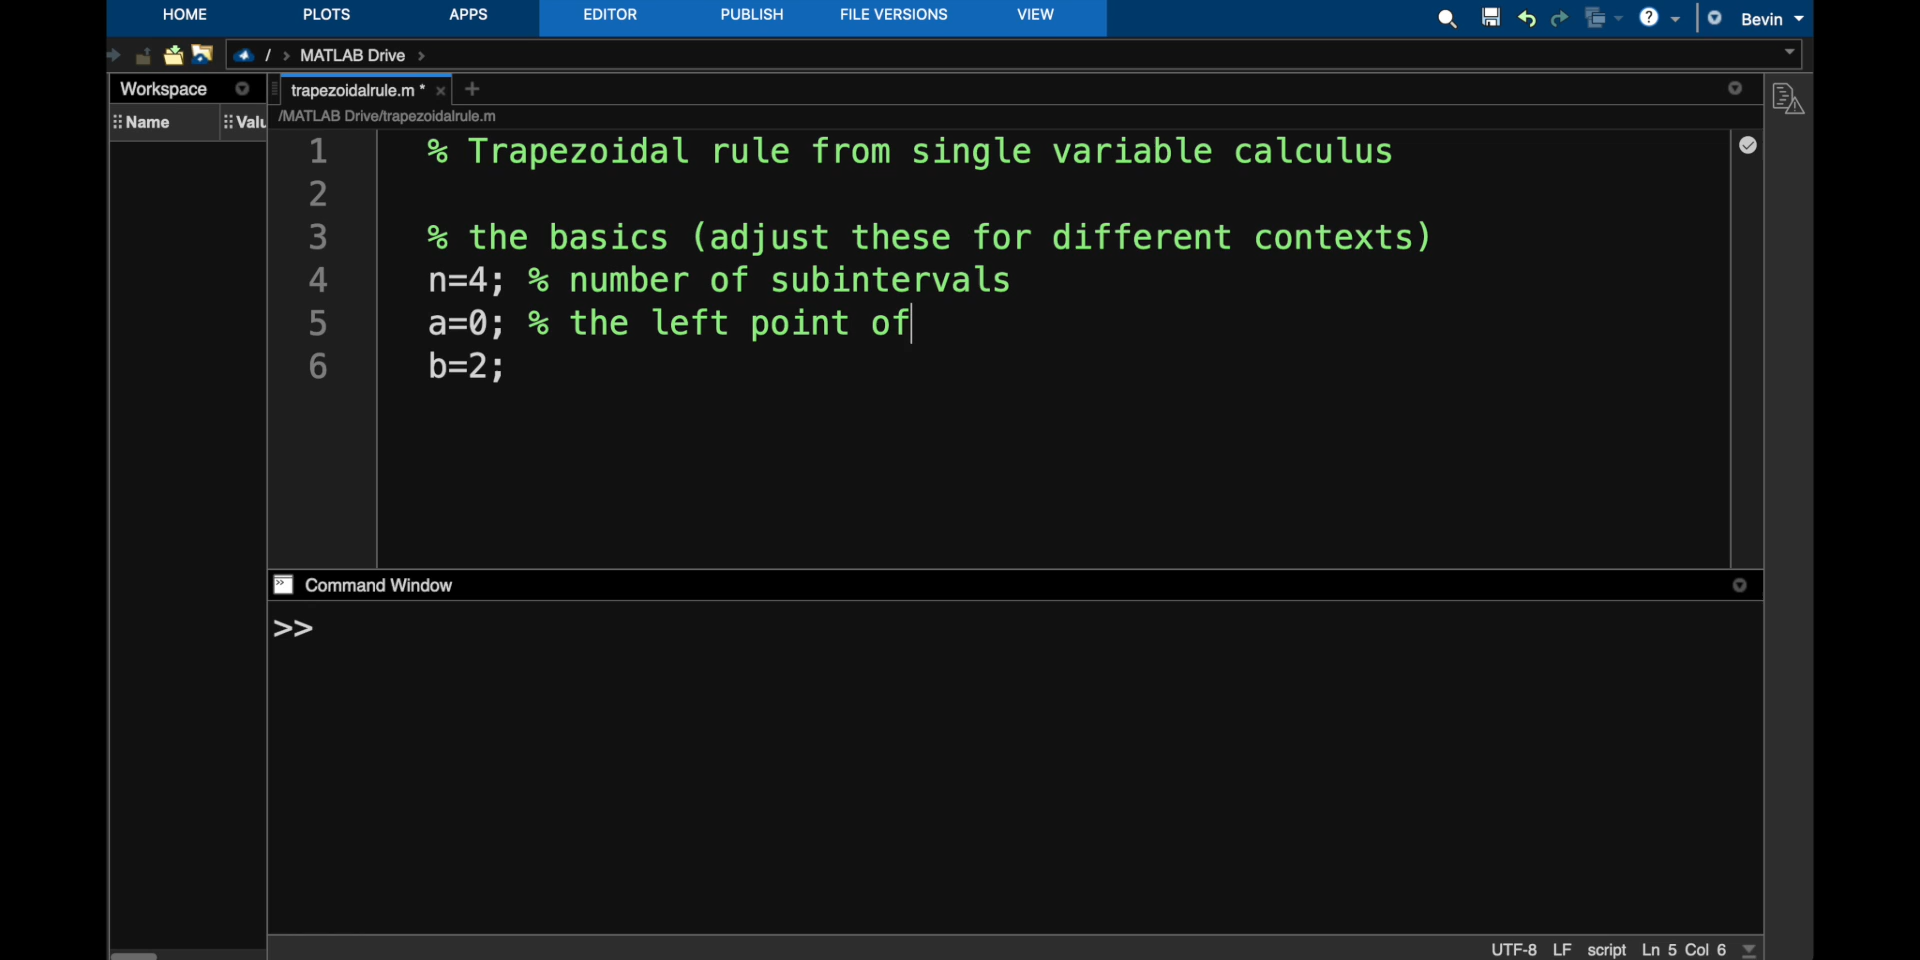 HOME PLOTS APPS EDITOR PUBLISH FILE VERSIONS VIEW Bevin
/ > MATLAB Drive >
Workspace trapezoidalrule.m * × +
Name Valu /MATLAB Drive/trapezoidalrule.m
1 % Trapezoidal rule from single variable calculus
2
3 % the basics (adjust these for different contexts)
4 n=4; % number of subintervals
5 a=0; % the left point of
6 b=2;
Command Window
>>
UTF-8 LF script Ln 5 Col 6